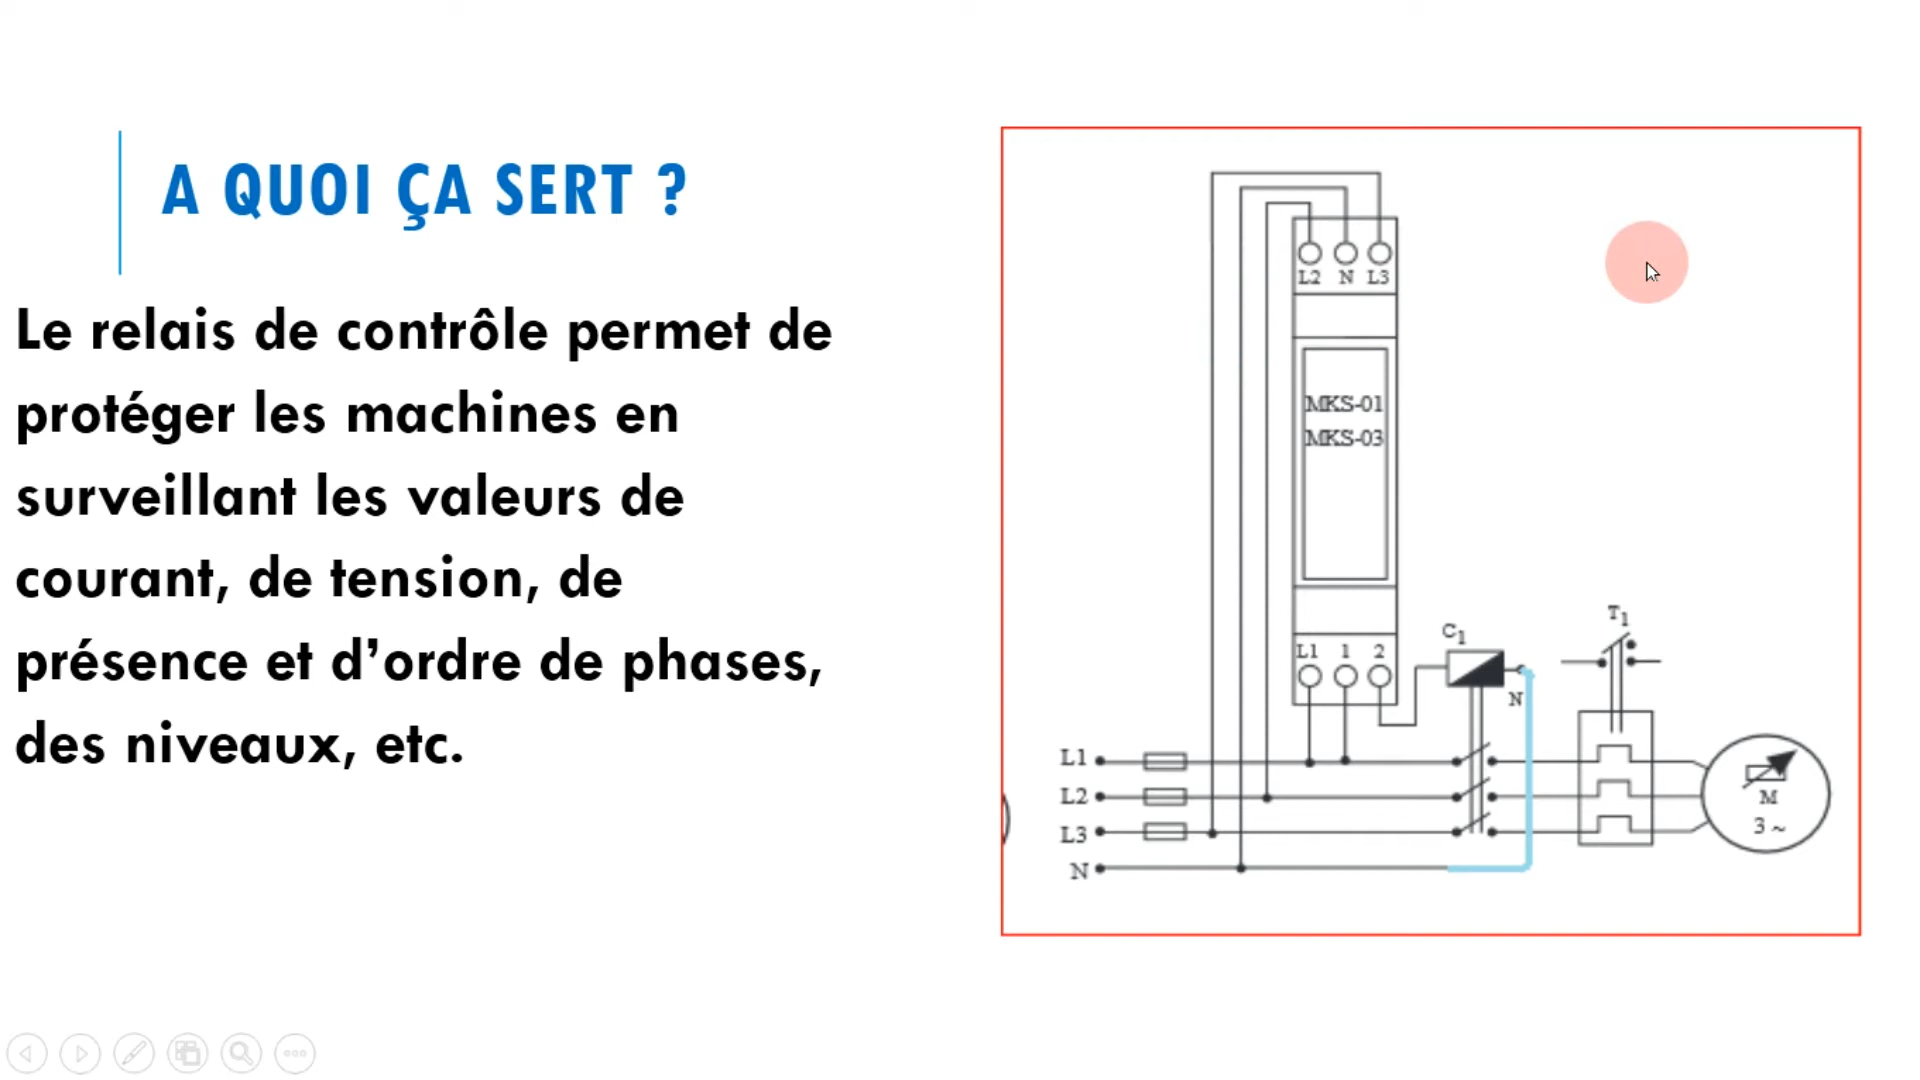 A QUOI ÇA SERT ?
Le relais de contrôle permet de
protéger les machines en
surveillant les valeurs de
courant, de tension, de
présence et d’ordre de phases,
des niveaux, etc.
L2 N L3
MKS-01
MKS-03
L1 1 2
C1
N
T1
L1
L2
L3
N
M
3 ~